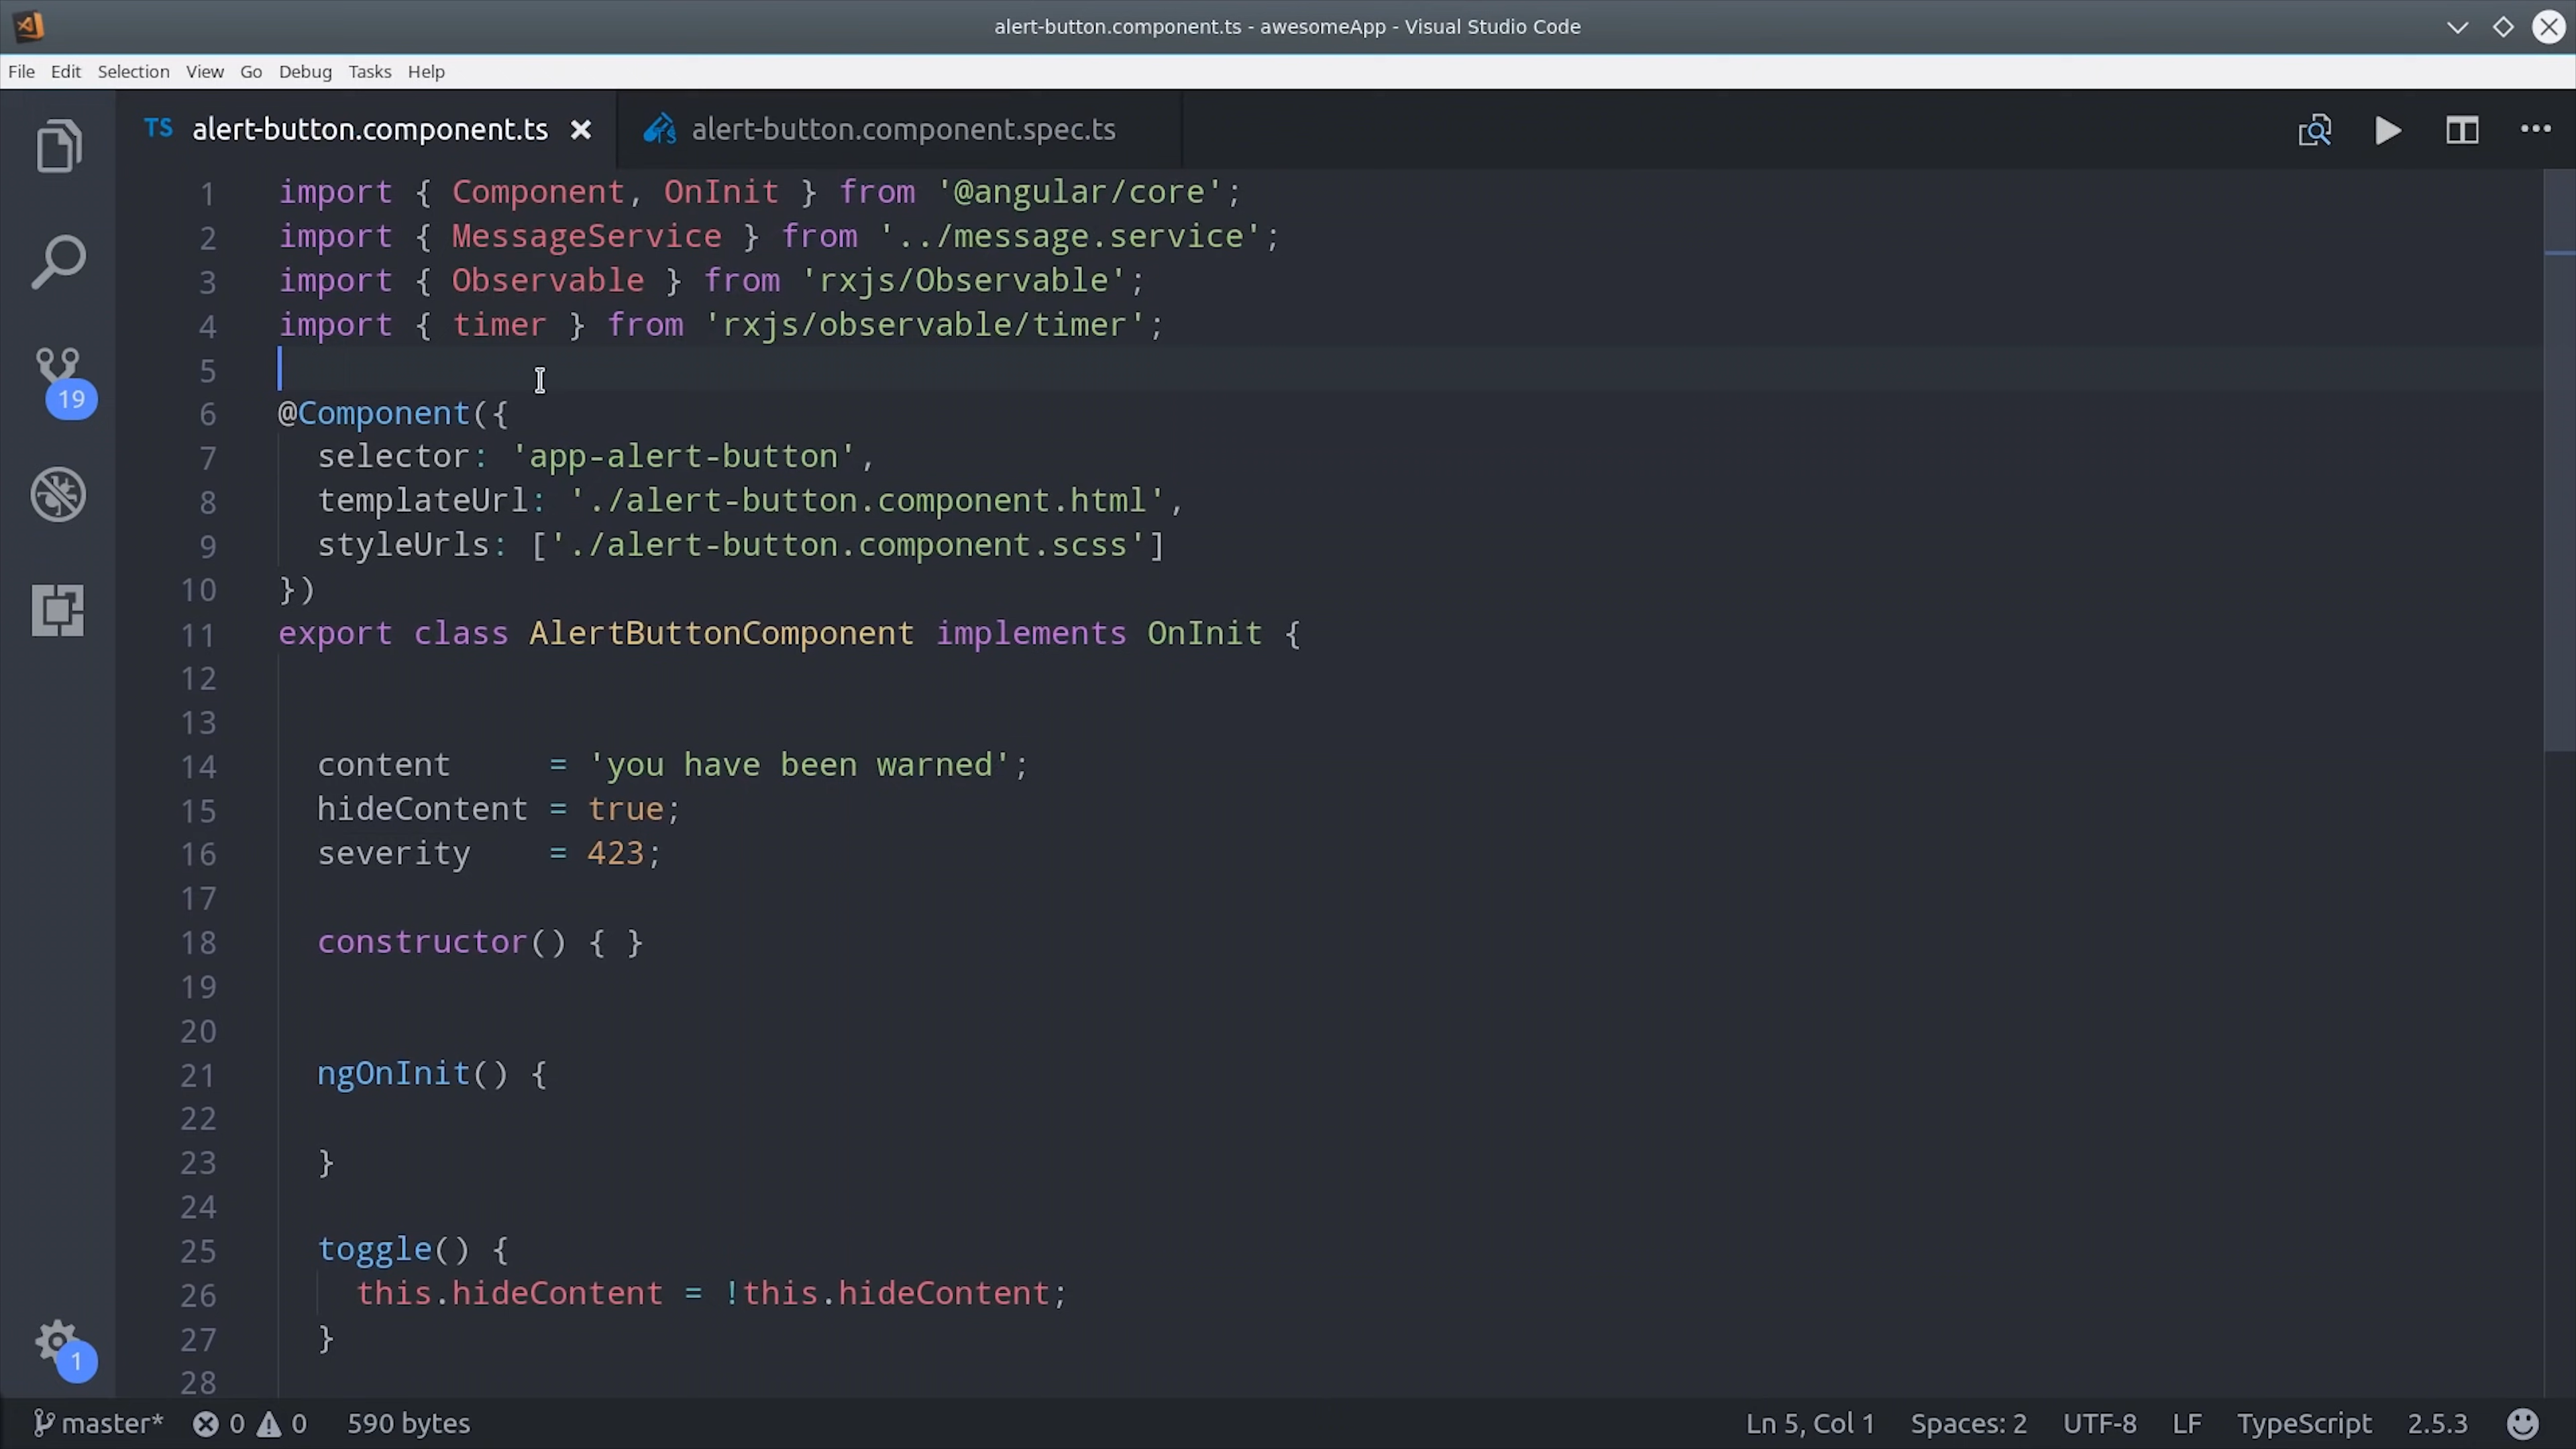 alert-button.component.ts - awesomeApp - Visual Studio Code
File Edit Selection View Go Debug Tasks Help
TS alert-button.component.ts alert-button.component.spec.ts
1 import { Component, OnInit } from '@angular/core';
2 import { MessageService } from '../message.service';
3 import { Observable } from 'rxjs/Observable';
4 import { timer } from 'rxjs/observable/timer';
5
6 @Component({
7   selector: 'app-alert-button',
8   templateUrl: './alert-button.component.html',
9   styleUrls: ['./alert-button.component.scss']
10 })
11 export class AlertButtonComponent implements OnInit {
12
13
14   content     = 'you have been warned';
15   hideContent = true;
16   severity    = 423;
17
18   constructor() { }
19
20
21   ngOnInit() {
22
23   }
24
25   toggle() {
26     this.hideContent = !this.hideContent;
27   }
28
19
1
master* 0 0 590 bytes Ln 5, Col 1 Spaces: 2 UTF-8 LF TypeScript 2.5.3